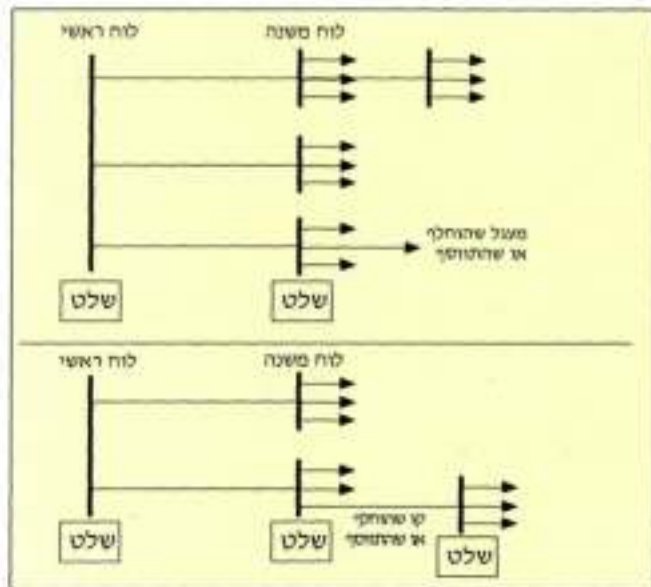 לוח ראשי
לוח משנה
מעגל שהוחלף
או שהתווסף
שלט
שלט
לוח ראשי
לוח משנה
קו שהוחלף
או שהתווסף
שלט
שלט
שלט